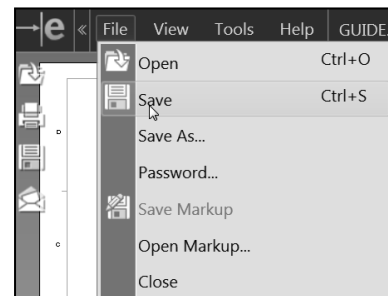 e « File View Tools Help GUIDE
Open Ctrl+O
Save Ctrl+S
Save As...
Password...
Save Markup
Open Markup...
Close